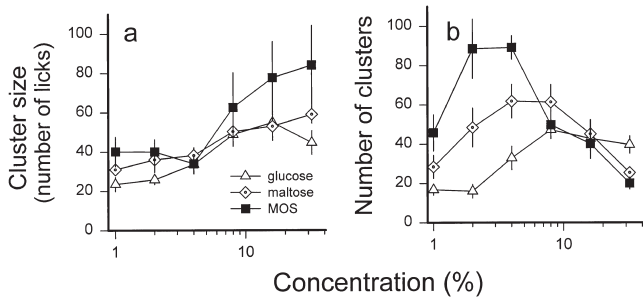 a
100
80
60
40
20
0
Cluster size
(number of licks)
glucose
maltose
MOS
1
10
b
100
80
60
40
20
0
Number of clusters
1
10
Concentration (%)